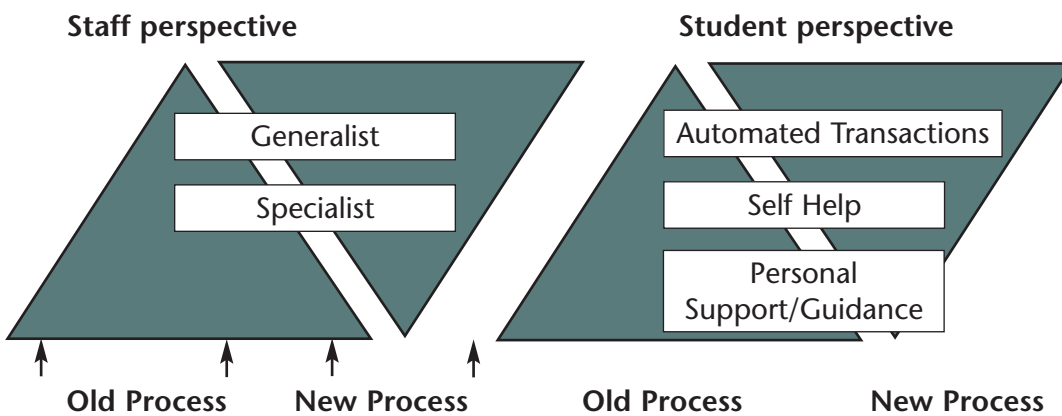 Staff perspective
Student perspective
Generalist
Specialist
Automated Transactions
Self Help
Personal
Support/Guidance
Old Process
New Process
Old Process
New Process